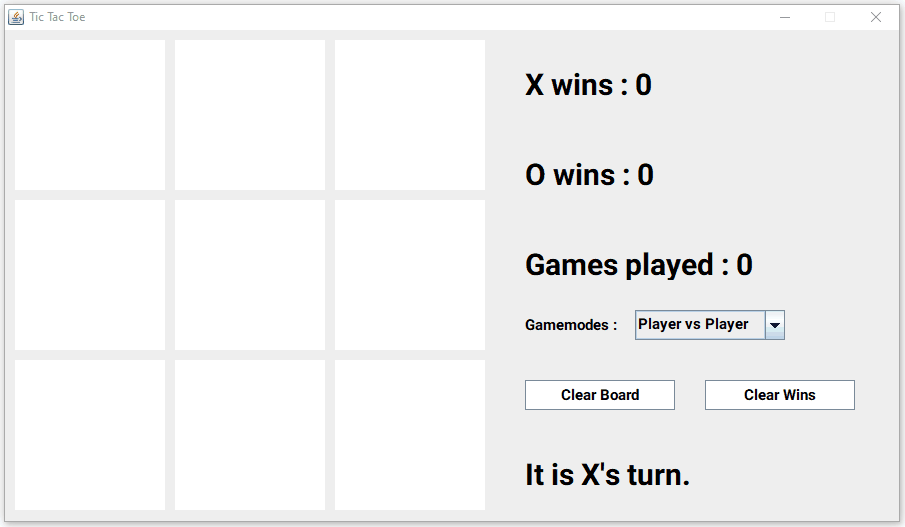 Tic Tac Toe
X wins : 0
O wins : 0
Games played : 0
Gamemodes : Player vs Player
Clear Board Clear Wins
It is X's turn.